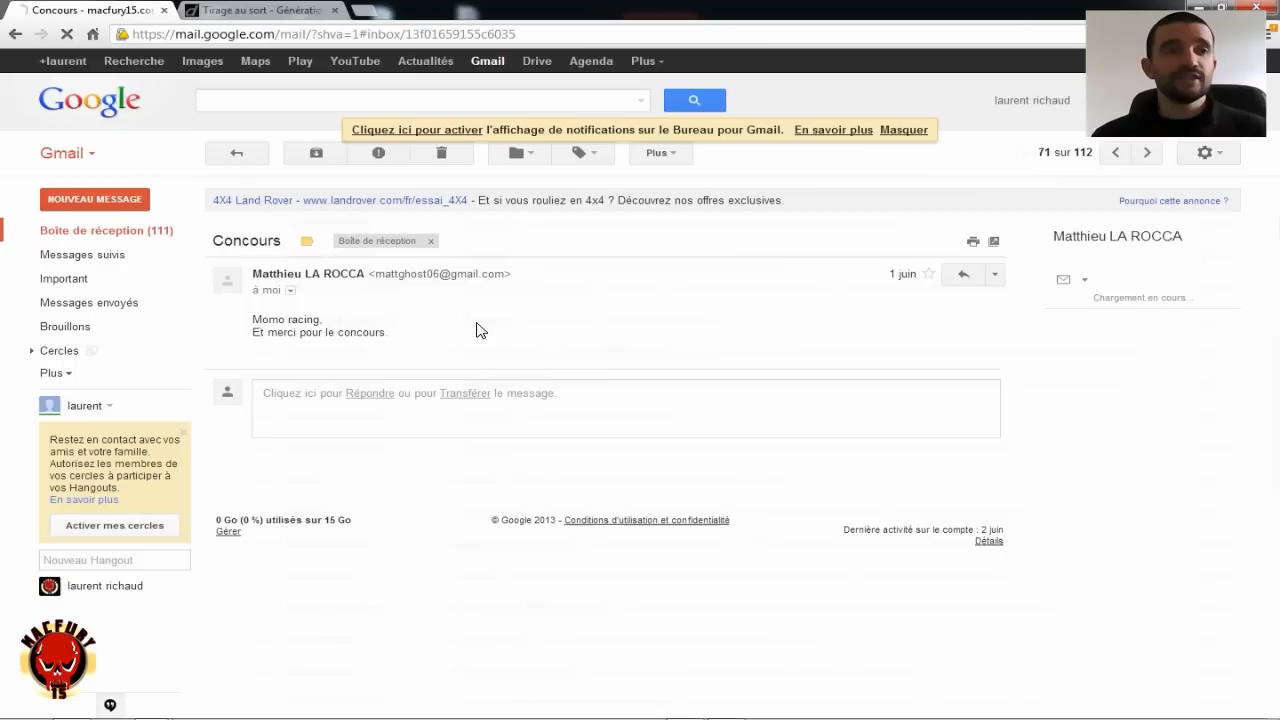 Concours - macfury15.co
Tirage au sort - Génératio
https://mail.google.com/mail/?shva=1#inbox/13f01659155c6035
+laurent Recherche Images Maps Play YouTube Actualités Gmail Drive Agenda Plus
Google
laurent richaud
Cliquez ici pour activer l'affichage de notifications sur le Bureau pour Gmail. En savoir plus Masquer
Gmail
Plus
71 sur 112
NOUVEAU MESSAGE
4X4 Land Rover - www.landrover.com/fr/essai_4X4 - Et si vous rouliez en 4x4 ? Découvrez nos offres exclusives.
Pourquoi cette annonce ?
Boîte de réception (111)
Messages suivis
Important
Messages envoyés
Brouillons
Cercles
Plus
Concours
Boîte de réception x
Matthieu LA ROCCA <mattghost06@gmail.com>
1 juin
à moi
Momo racing,
Et merci pour le concours.
Cliquez ici pour Répondre ou pour Transférer le message.
Matthieu LA ROCCA
Chargement en cours...
laurent
Restez en contact avec vos
amis et votre famille.
Autorisez les membres de
vos cercles à participer à
vos Hangouts.
En savoir plus
Activer mes cercles
Nouveau Hangout
laurent richaud
0 Go (0 %) utilisés sur 15 Go
Gérer
© Google 2013 - Conditions d'utilisation et confidentialité
Dernière activité sur le compte : 2 juin
Détails
MACFURY
15